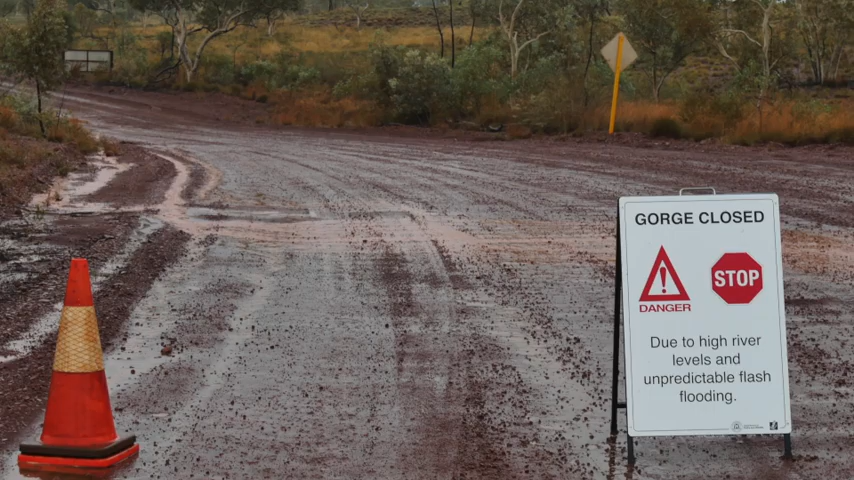 GORGE CLOSED
DANGER
STOP
Due to high river
levels and
unpredictable flash
flooding.